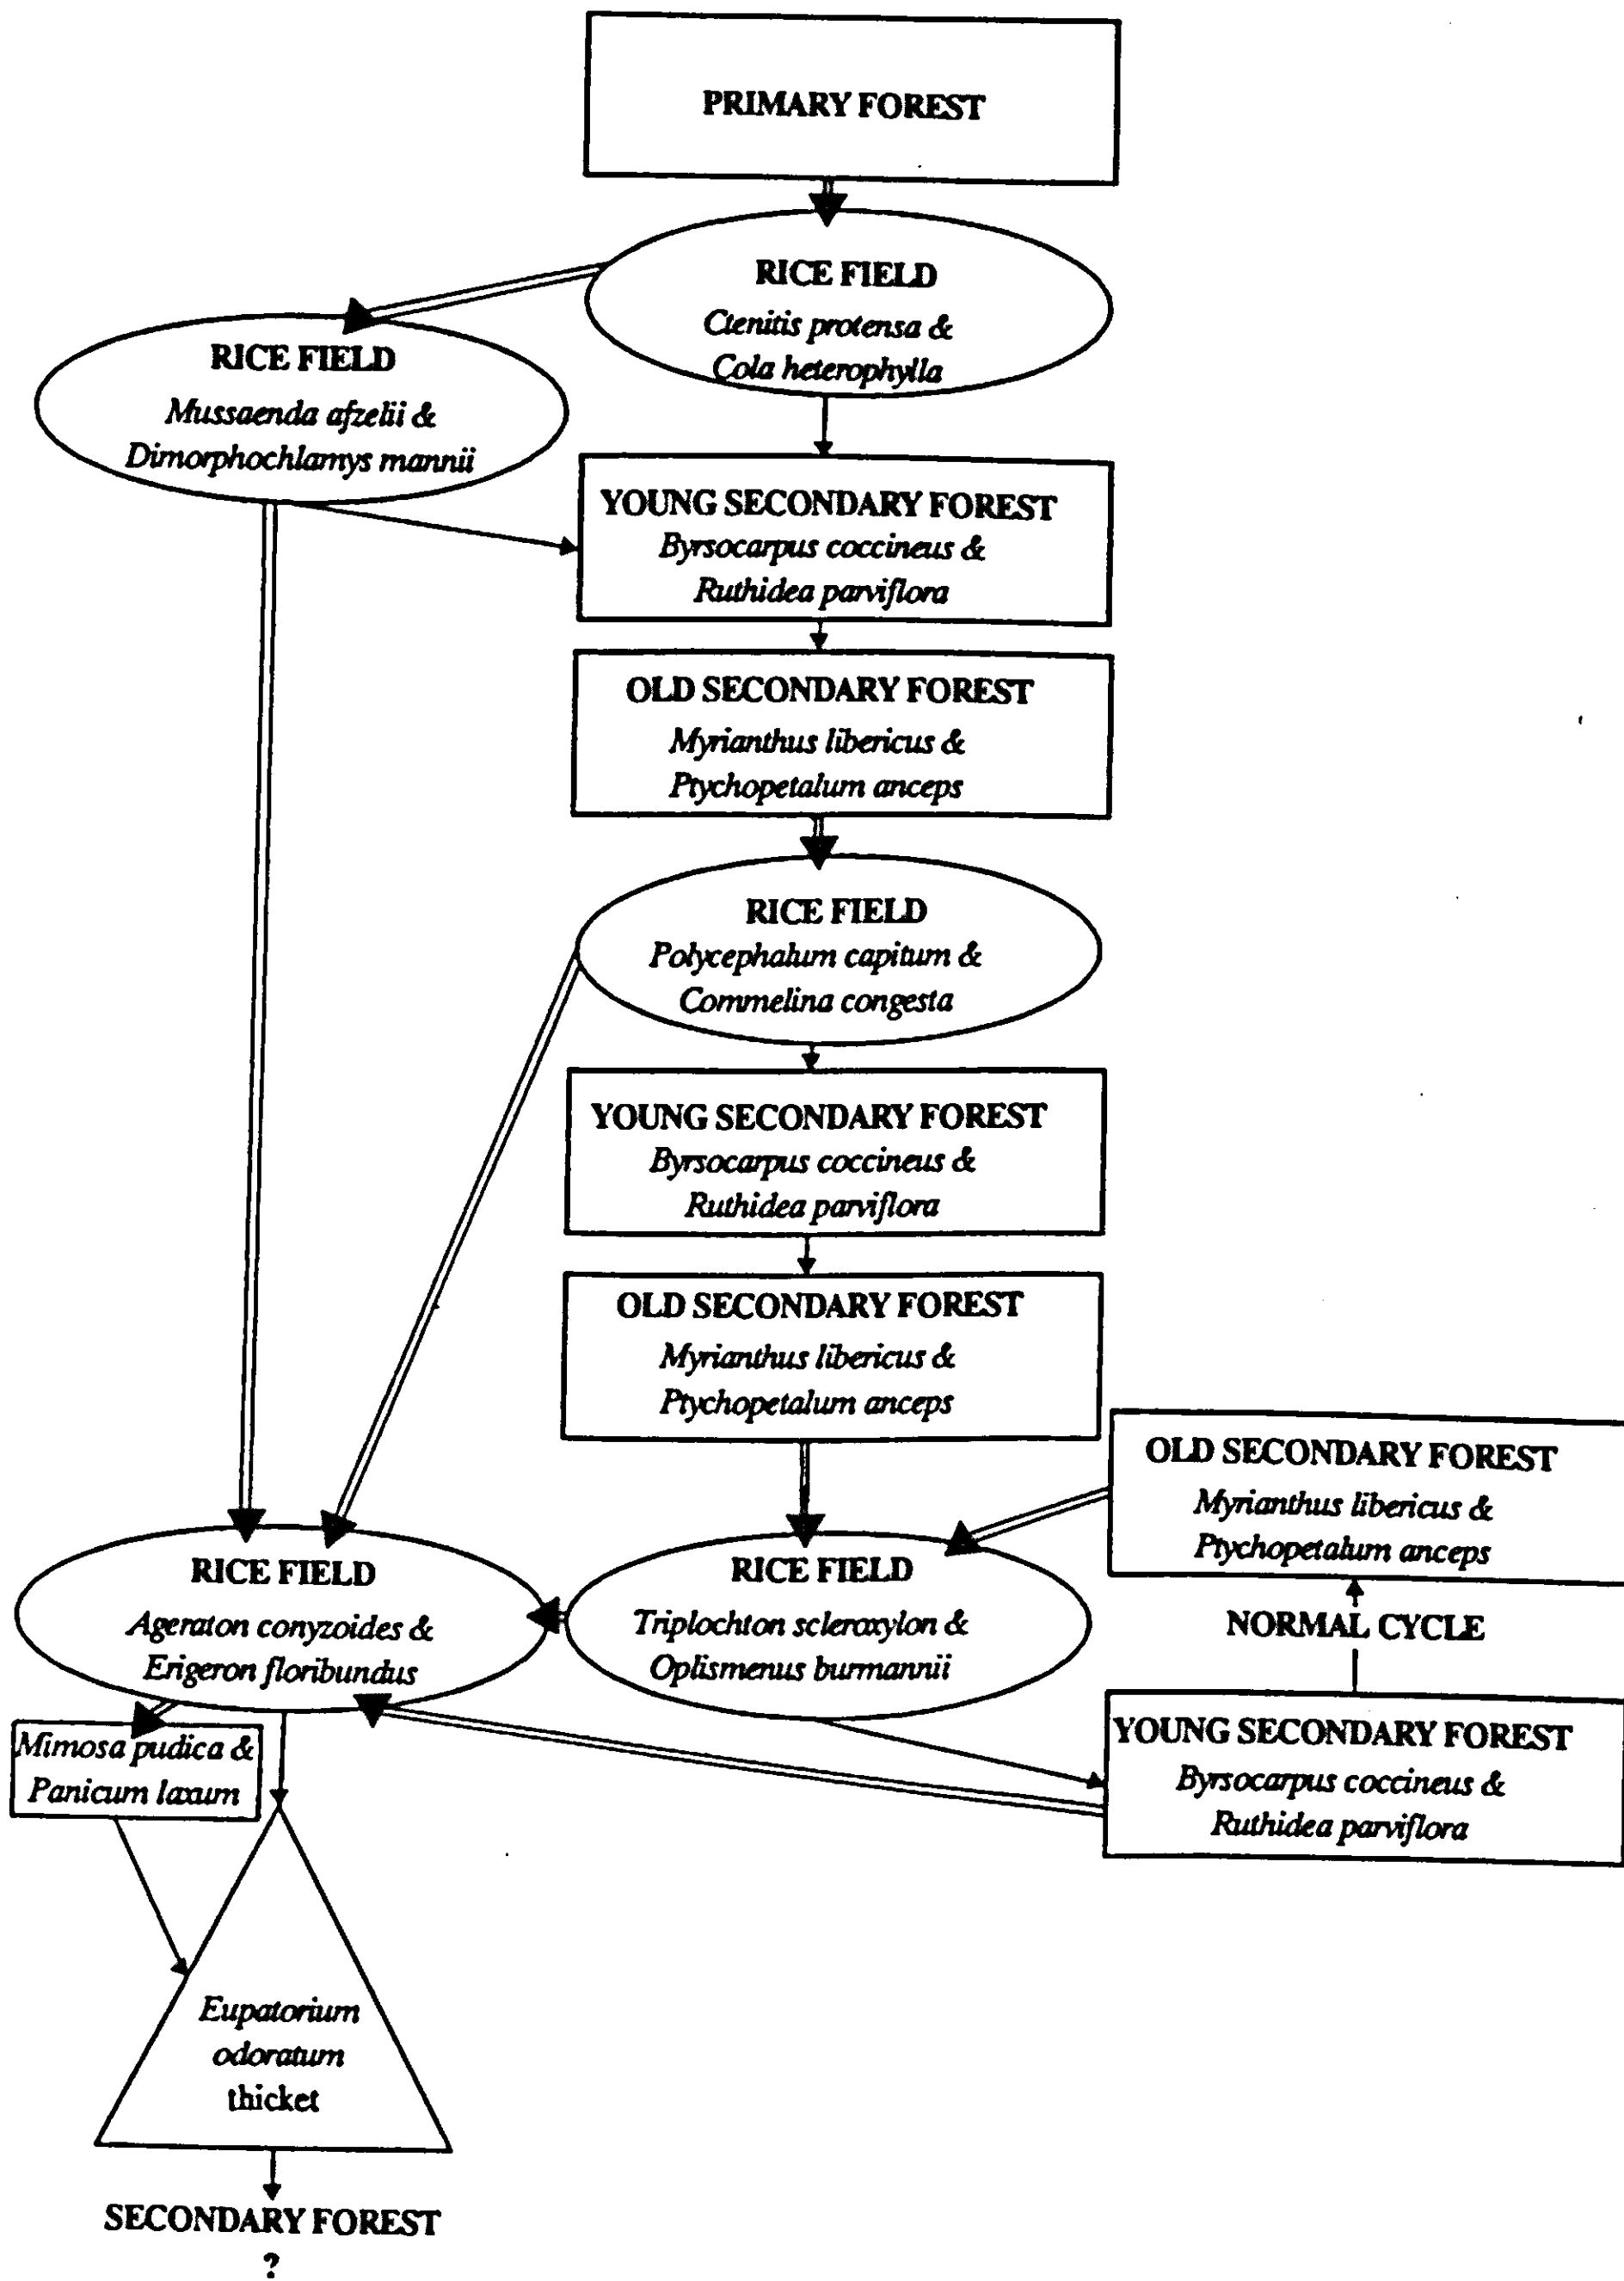 PRIMARY FOREST
RICE FIELD
Ctenitis protensa &
Cola heterophylla
RICE FIELD
Mussaenda afzelii &
Dimorphochlamys mannii
YOUNG SECONDARY FOREST
Byrsocarpus coccineus &
Ruthidea parviflora
OLD SECONDARY FOREST
Myrianthus libericus &
Ptychopetalum anceps
RICE FIELD
Polycephalum capitum &
Commelina congesta
YOUNG SECONDARY FOREST
Byrsocarpus coccineus &
Ruthidea parviflora
OLD SECONDARY FOREST
Myrianthus libericus &
Ptychopetalum anceps
OLD SECONDARY FOREST
Myrianthus libericus &
Ptychopetalum anceps
RICE FIELD
Ageraton conyzoides &
Erigeron floribundus
RICE FIELD
Triplochton scleroxylon &
Oplismenus burmannii
NORMAL CYCLE
YOUNG SECONDARY FOREST
Byrsocarpus coccineus &
Ruthidea parviflora
Mimosa pudica &
Panicum laxum
Eupatorium
odoratum
thicket
SECONDARY FOREST
?